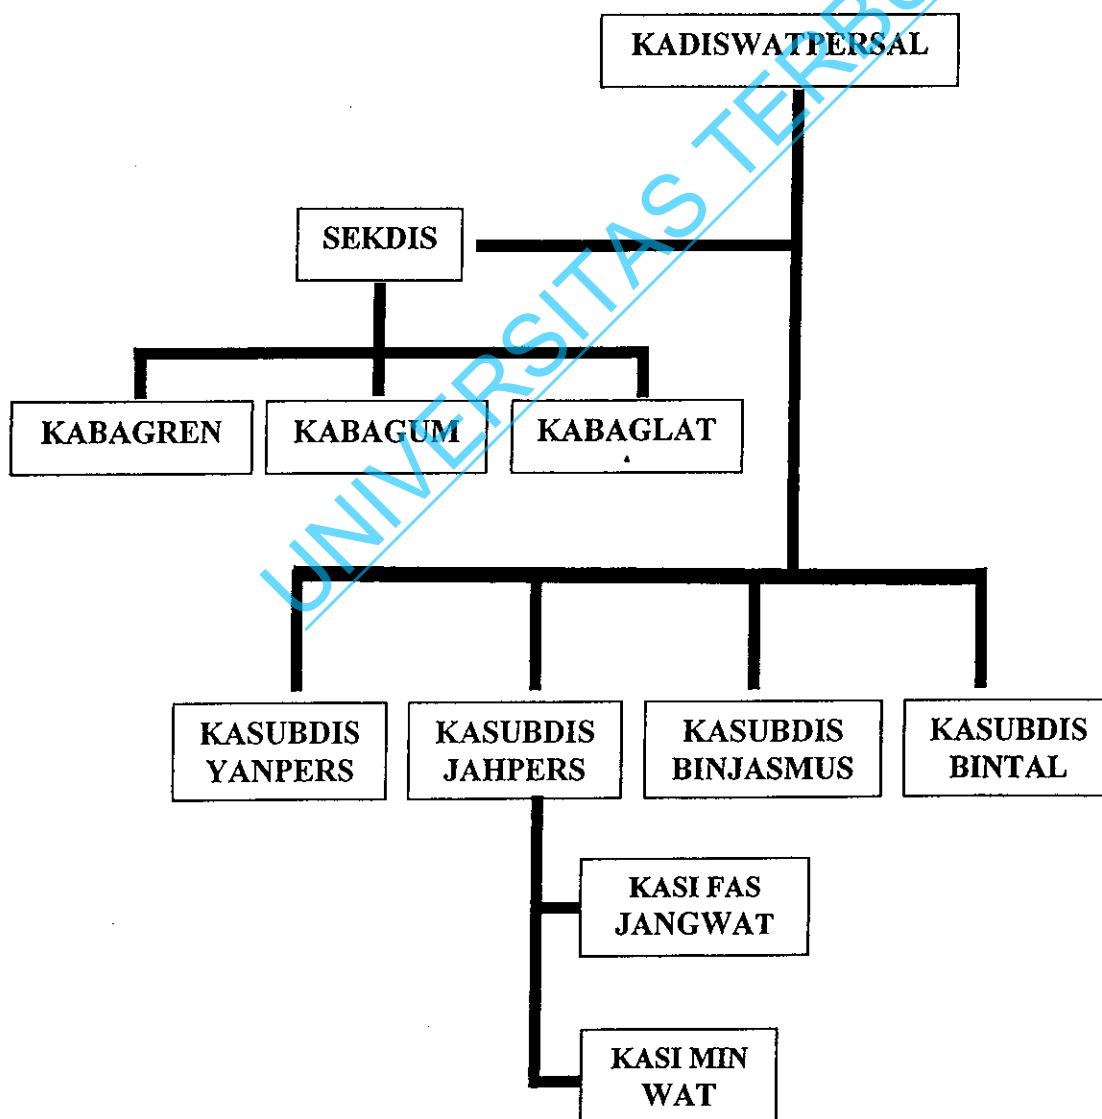 KADISWATPERSAL
SEKDIS
KABAGREN
KABAGUM
KABAGLAT
KASUBDIS
YANPERS
KASUBDIS
JAHPERS
KASUBDIS
BINJASMUS
KASUBDIS
BINTAL
KASI FAS
JANGWAT
KASI MIN
WAT
UNIVERSITAS